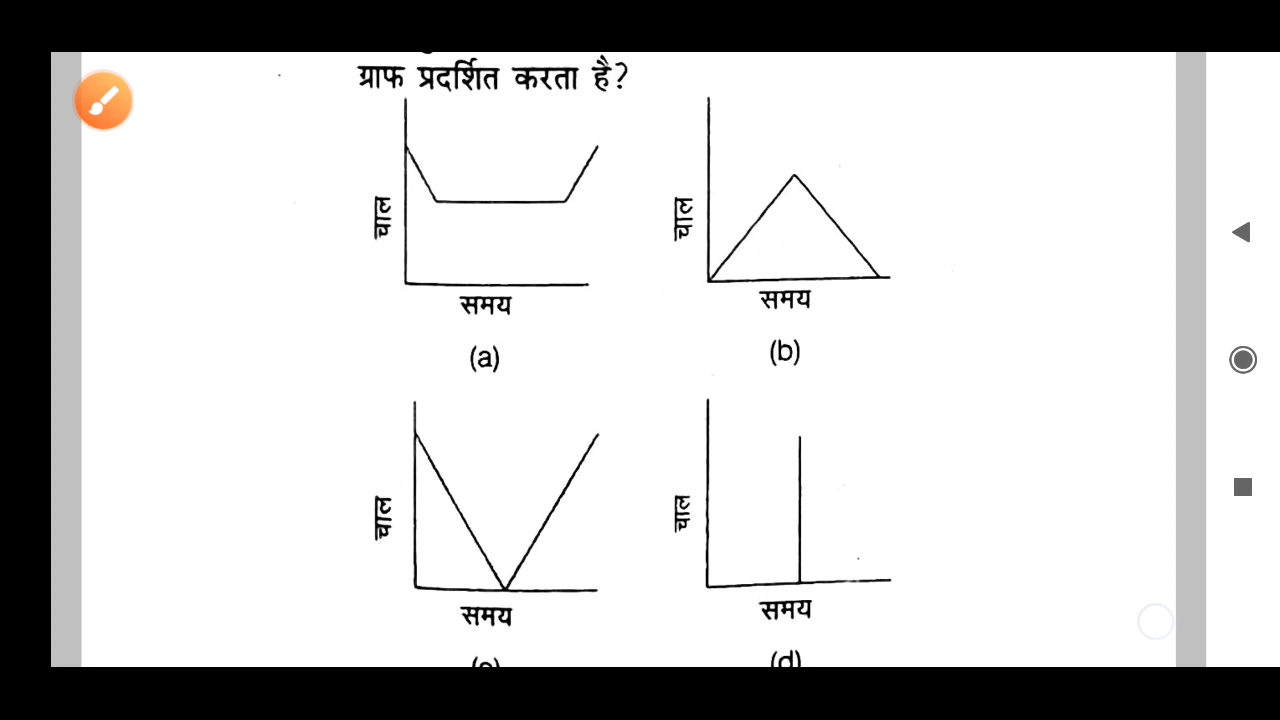 ग्राफ प्रदर्शित करता है?
चाल
समय
(a)
चाल
समय
(b)
चाल
समय
चाल
समय
(d)